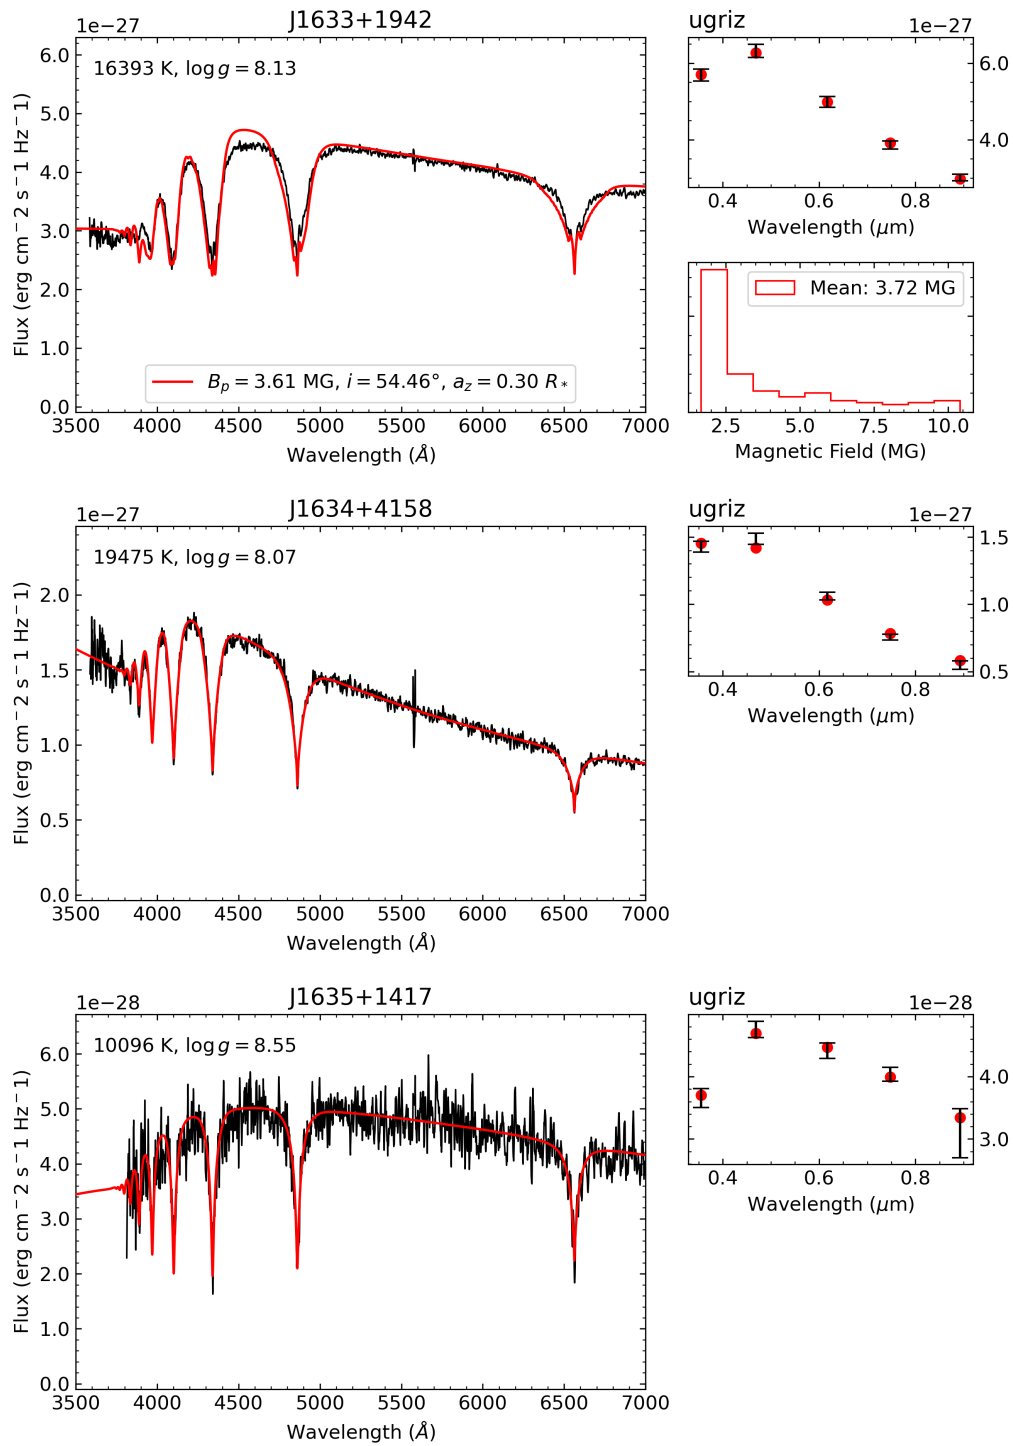 J1633+1942
1e−27
16393 K, log g = 8.13
6.0
5.0
4.0
3.0
2.0
1.0
0.0
Flux (erg cm−2 s−1 Hz−1)
B_p = 3.61 MG, i = 54.46°, a_z = 0.30 R_*
3500 4000 4500 5000 5500 6000 6500 7000
Wavelength (Å)
ugriz
1e−27
6.0
4.0
0.4 0.6 0.8
Wavelength (μm)
Mean: 3.72 MG
2.5 5.0 7.5 10.0
Magnetic Field (MG)
J1634+4158
1e−27
19475 K, log g = 8.07
2.0
1.5
1.0
0.5
0.0
Flux (erg cm−2 s−1 Hz−1)
3500 4000 4500 5000 5500 6000 6500 7000
Wavelength (Å)
ugriz
1e−27
1.5
1.0
0.5
0.4 0.6 0.8
Wavelength (μm)
J1635+1417
1e−28
10096 K, log g = 8.55
6.0
5.0
4.0
3.0
2.0
1.0
0.0
Flux (erg cm−2 s−1 Hz−1)
3500 4000 4500 5000 5500 6000 6500 7000
Wavelength (Å)
ugriz
1e−28
4.0
3.0
0.4 0.6 0.8
Wavelength (μm)